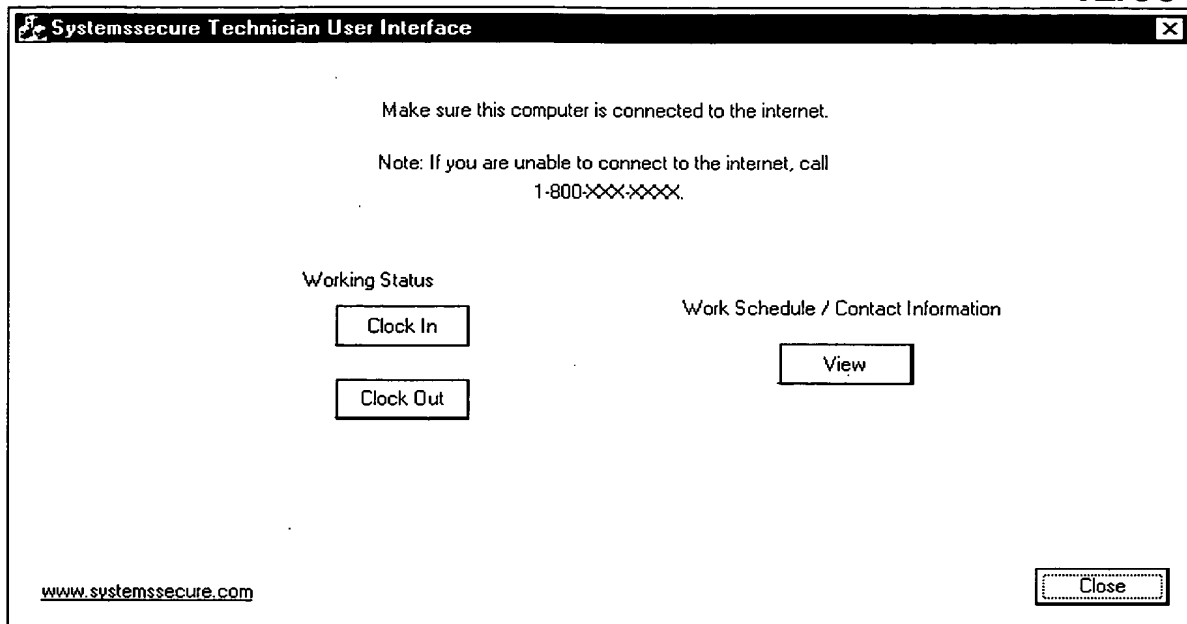 Systemssecure Technician User Interface
Make sure this computer is connected to the internet.
Note: If you are unable to connect to the internet, call
1-800-XXX-XXXX.
Working Status
Clock In
Clock Out
Work Schedule / Contact Information
View
www.systemssecure.com
Close